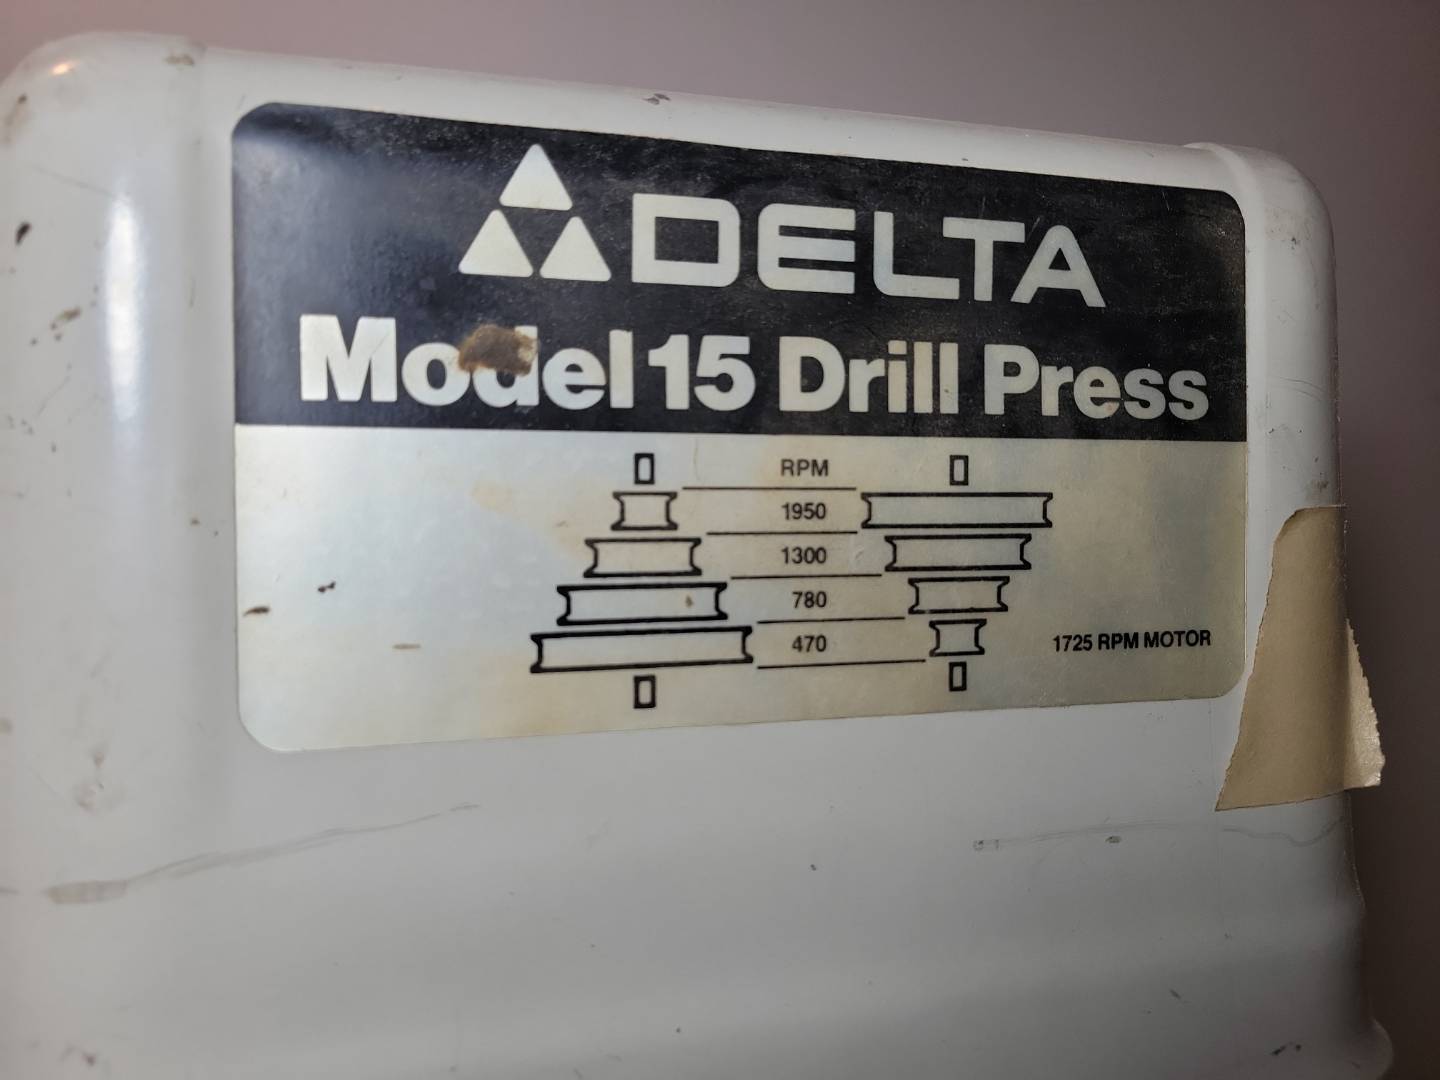 DELTA
Model 15 Drill Press
RPM
1950
1300
780
470
1725 RPM MOTOR